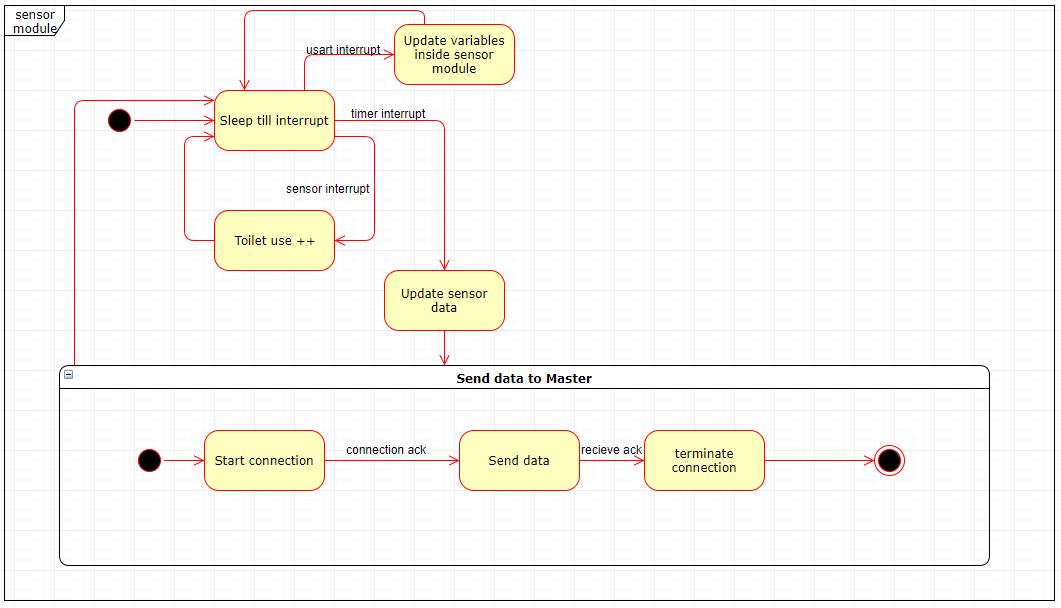 sensor
module
Update variables
inside sensor
module
usart interrupt
Sleep till interrupt
timer interrupt
sensor interrupt
Toilet use ++
Update sensor
data
Send data to Master
Start connection
connection ack
Send data
recieve ack
terminate
connection